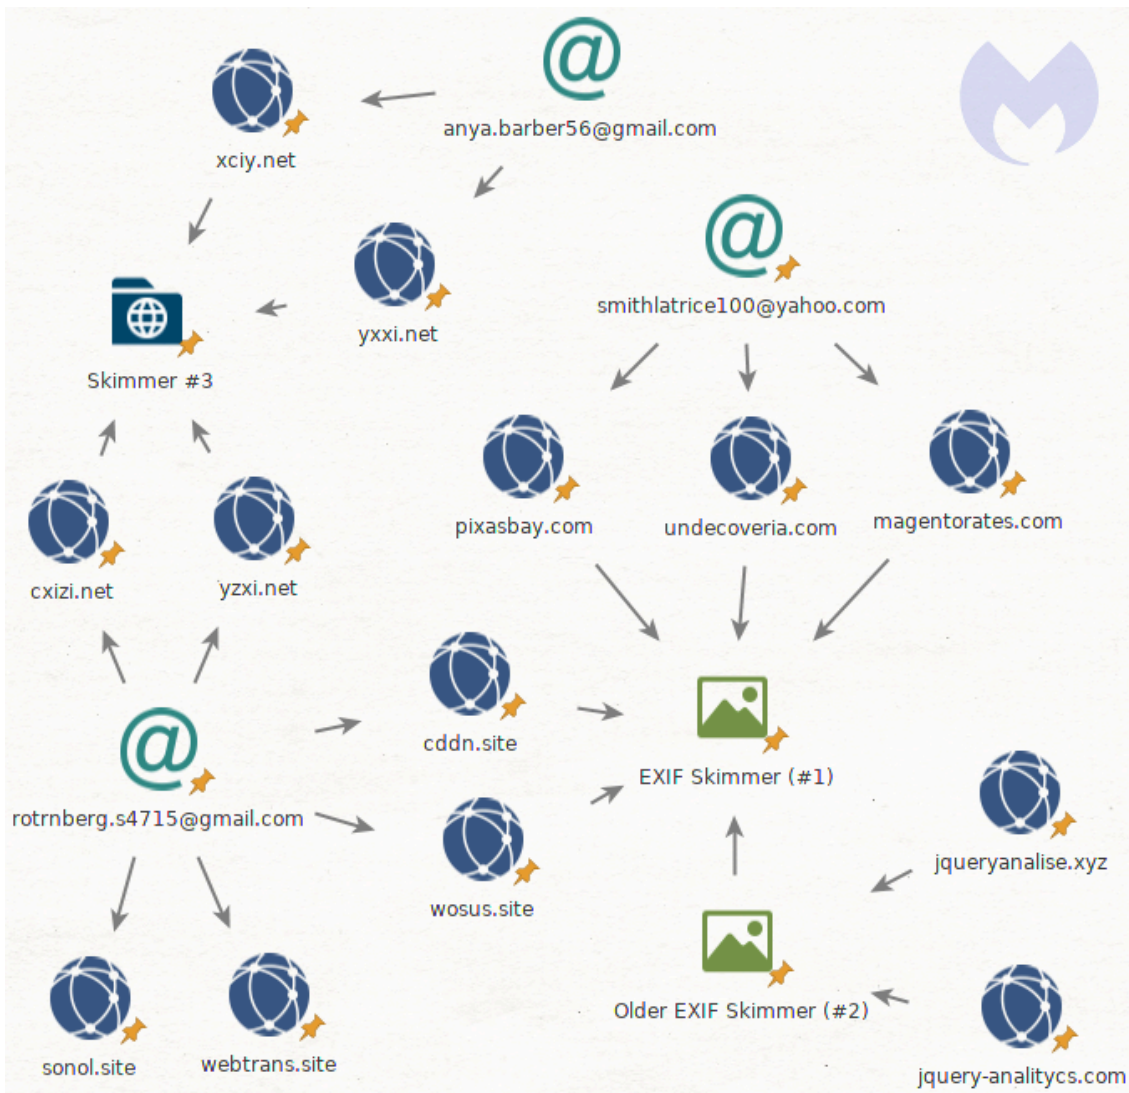 anya.barber56@gmail.com
xciy.net
smithlatrice100@yahoo.com
yxxi.net
Skimmer #3
pixasbay.com
undecoveria.com
magentorates.com
cxizi.net
yzxi.net
cddn.site
EXIF Skimmer (#1)
rotrnberg.s4715@gmail.com
jqueryanalise.xyz
wosus.site
Older EXIF Skimmer (#2)
sonol.site
webtrans.site
jquery-analitycs.com